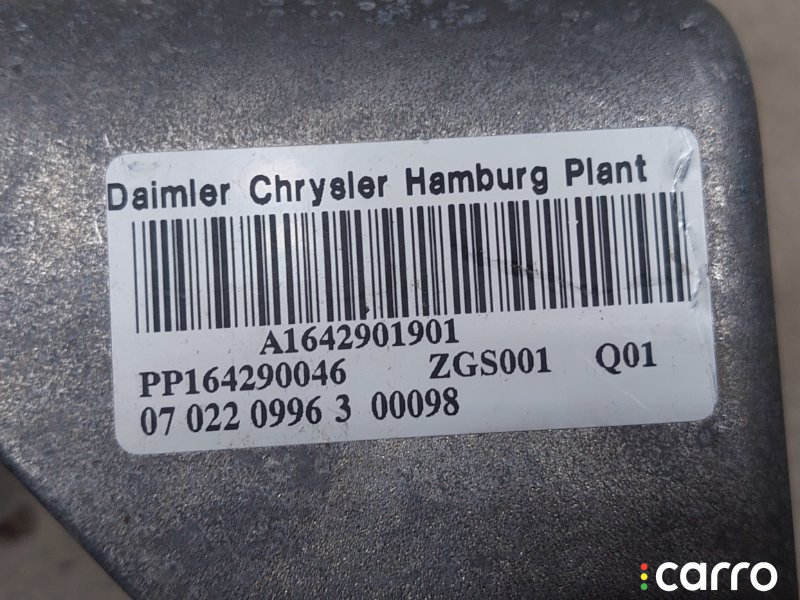 Daimler Chrysler Hamburg Plant
A1642901901
PP164290046 ZGS001 Q01
07 022 0996 3 00098
carro